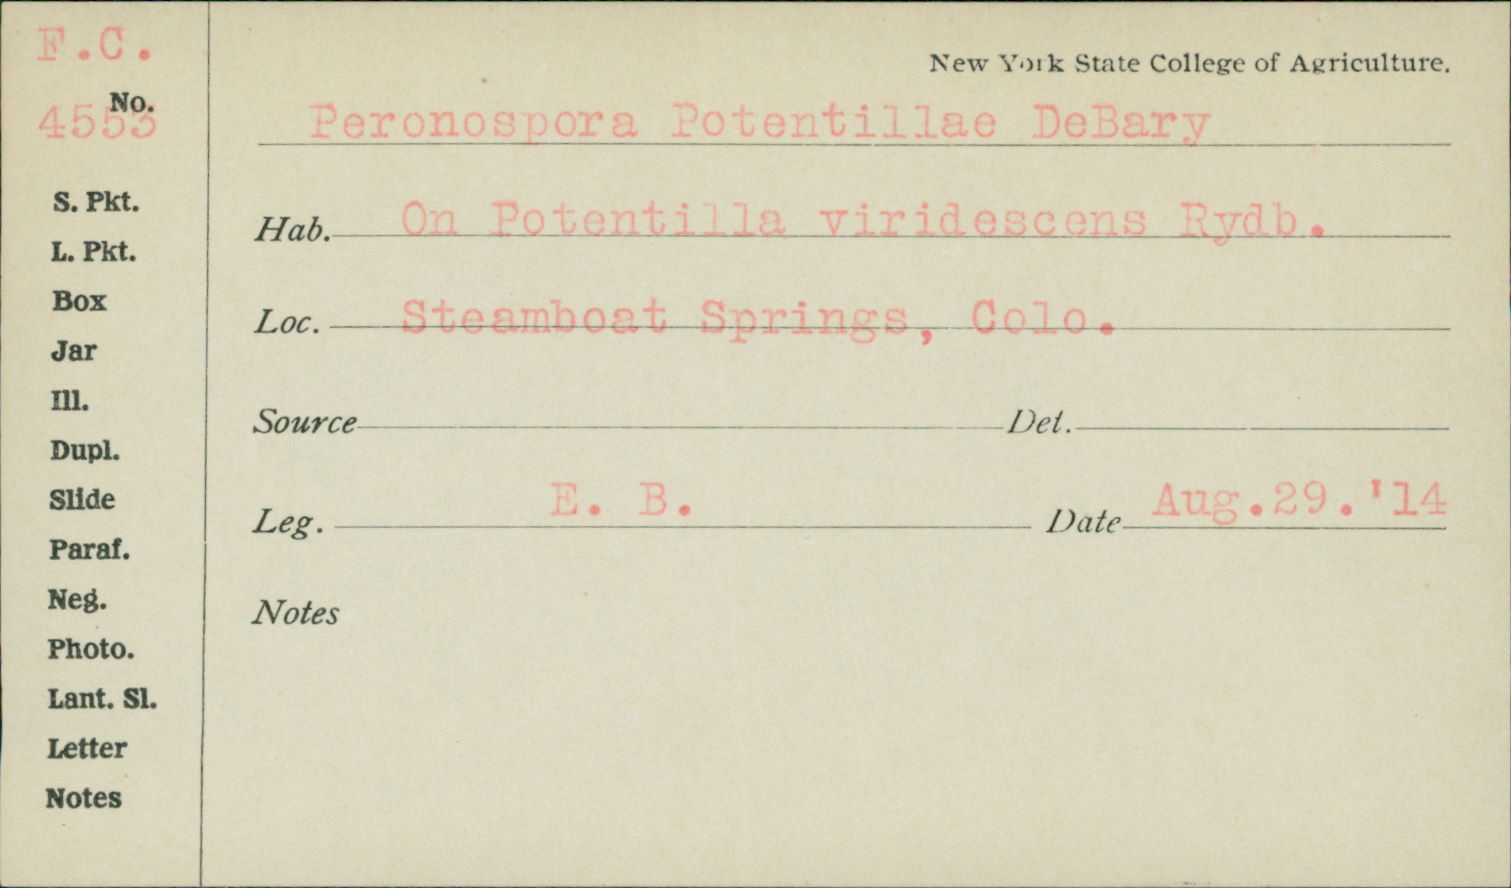 F.C.
No.
4553
S. Pkt.
L. Pkt.
Box
Jar
Ill.
Dupl.
Slide
Paraf.
Neg.
Photo.
Lant. Sl.
Letter
Notes
New York State College of Agriculture.
Peronospora Potentillae DeBary
Hab. On Potentilla viridescens Rydb.
Loc. Steamboat Springs, Colo.
Source Det.
Leg. E. B. Date Aug.29.'14
Notes